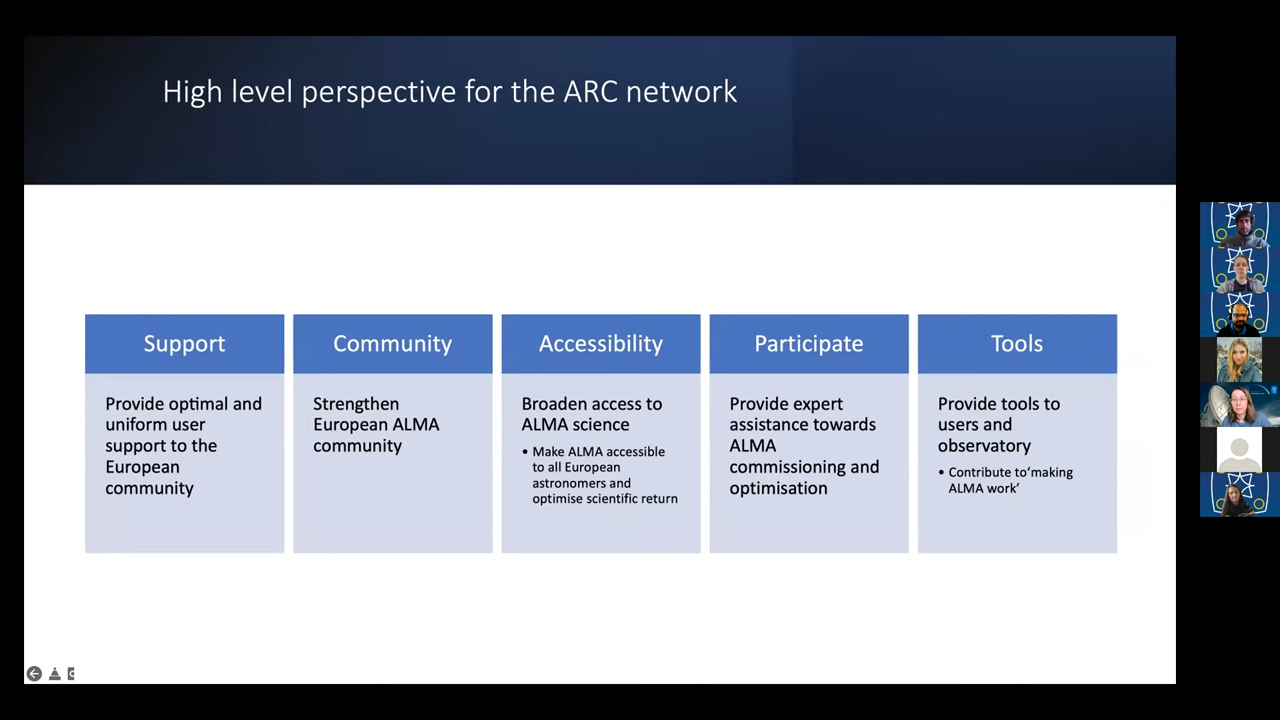 High level perspective for the ARC network
Support
Provide optimal and
uniform user
support to the
European
community
Community
Strengthen
European ALMA
community
Accessibility
Broaden access to
ALMA science
• Make ALMA accessible
to all European
astronomers and
optimise scientific return
Participate
Provide expert
assistance towards
ALMA
commissioning and
optimisation
Tools
Provide tools to
users and
observatory
• Contribute to‘making
ALMA work’